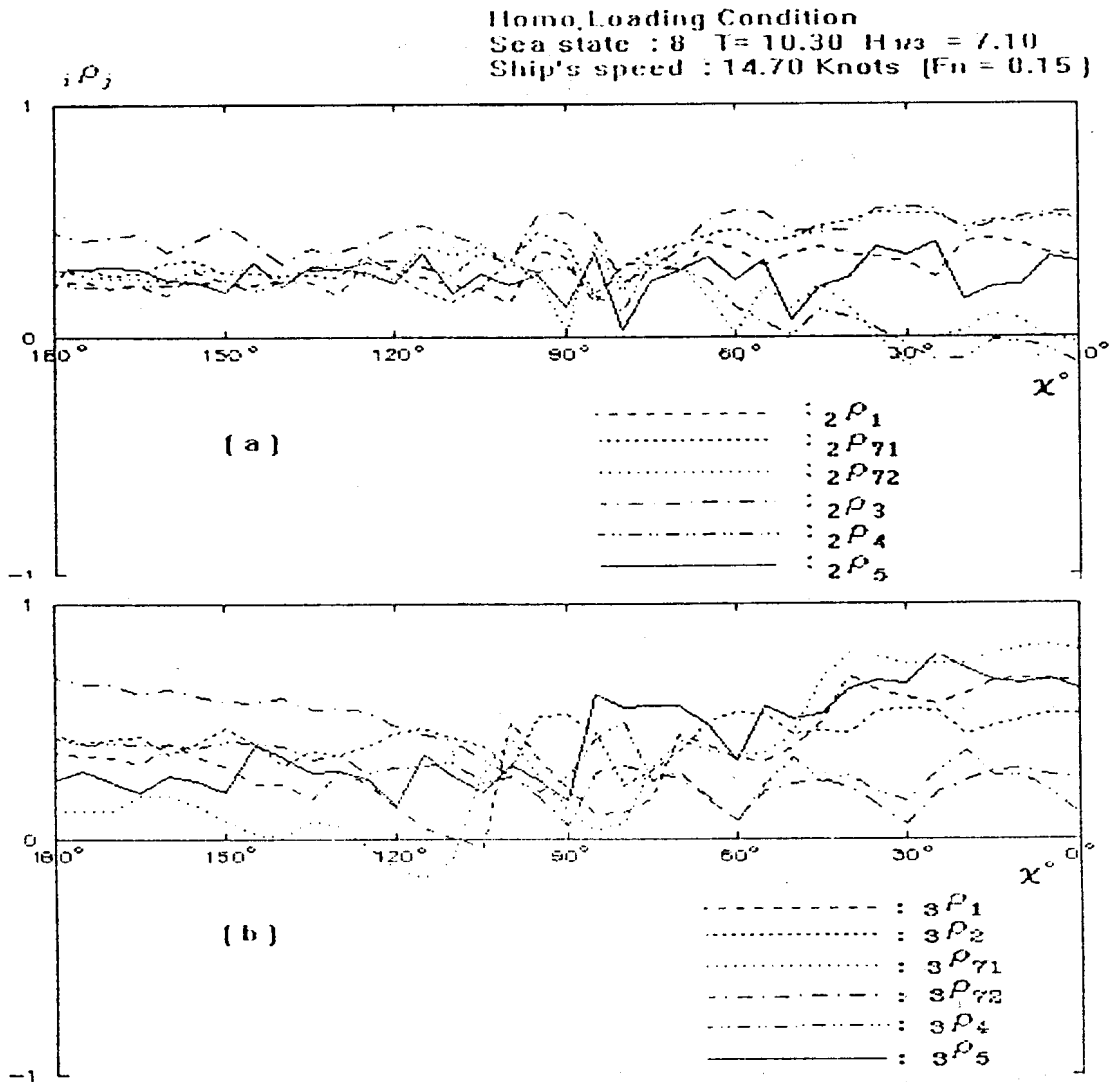 Homo.Loading Condition
Sea state : 8 T= 10.30 H 1/3 = 7.10
Ship's speed : 14.70 Knots (Fn = 0.15 )
iρj
1
0
180° 150° 120° 90° 60° 30° 0°
χ°
( a )
: 2ρ1
: 2ρ71
: 2ρ72
: 2ρ3
: 2ρ4
: 2ρ5
-1
1
0
180° 150° 120° 90° 60° 30° 0°
χ°
( b )
: 3ρ1
: 3ρ2
: 3ρ71
: 3ρ72
: 3ρ4
: 3ρ5
-1